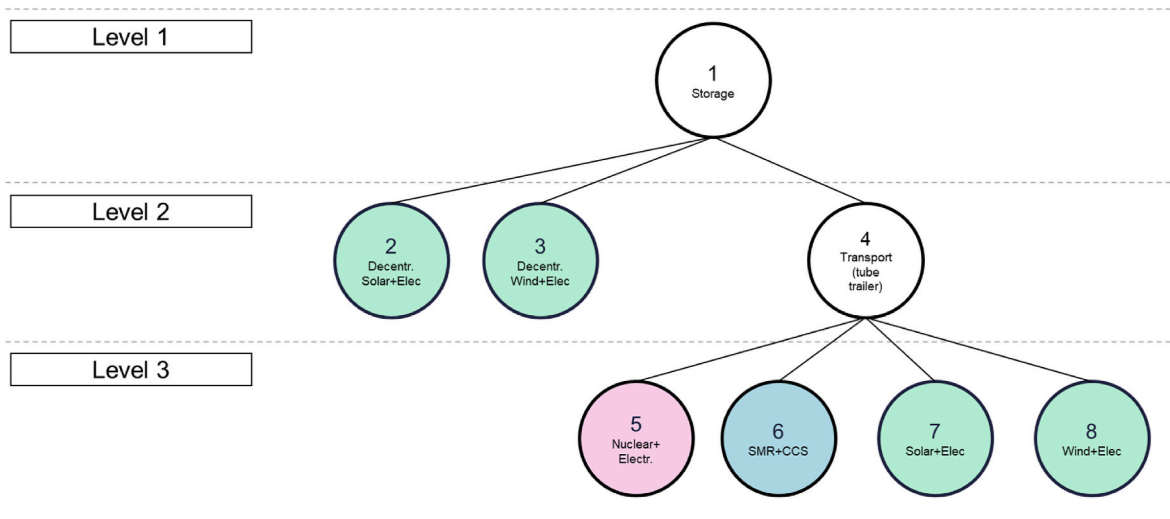 Level 1
1
Storage
Level 2
2
Decentr.
Solar+Elec
3
Decentr.
Wind+Elec
4
Transport
(tube
trailer)
Level 3
5
Nuclear+
Electr.
6
SMR+CCS
7
Solar+Elec
8
Wind+Elec